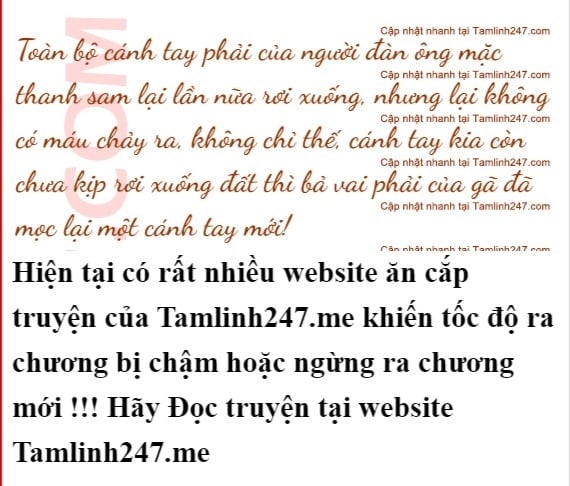 Cập nhật nhanh tại Tamlinh247.com
Toàn bộ cánh tay phải của người đàn ông mặc
Cập nhật nhanh tại Tamlinh247.com
thanh sam lại lần nữa rơi xuống, nhưng lại không
Cập nhật nhanh tại Tamlinh247.com
có máu chảy ra, không chỉ thế, cánh tay kia còn
Cập nhật nhanh tại Tamlinh247.com
chưa kịp rơi xuống đất thì bả vai phải của gã đã
Cập nhật nhanh tại Tamlinh247.com
mọc lại một cánh tay mới!
Cập nhật nhanh tại Tamlinh247.com
COM
Hiện tại có rất nhiều website ăn cắp
truyện của Tamlinh247.me khiến tốc độ ra
chương bị chậm hoặc ngừng ra chương
mới !!! Hãy Đọc truyện tại website
Tamlinh247.me